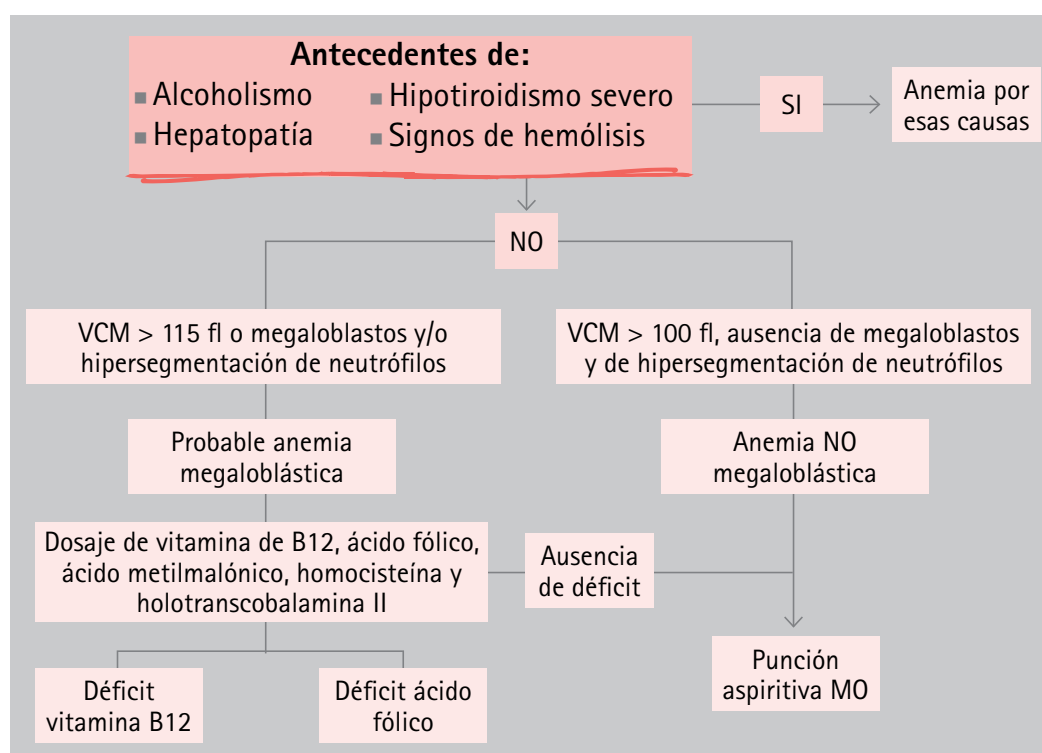 Antecedentes de:
▪ Alcoholismo
▪ Hipotiroidismo severo
▪ Hepatopatía
▪ Signos de hemólisis
SI
Anemia por
esas causas
NO
VCM > 115 fl o megaloblastos y/o
hipersegmentación de neutrófilos
VCM > 100 fl, ausencia de megaloblastos
y de hipersegmentación de neutrófilos
Probable anemia
megaloblástica
Anemia NO
megaloblástica
Dosaje de vitamina de B12, ácido fólico,
ácido metilmalónico, homocisteína y
holotranscobalamina II
Ausencia
de déficit
Déficit
vitamina B12
Déficit ácido
fólico
Punción
aspiritiva MO